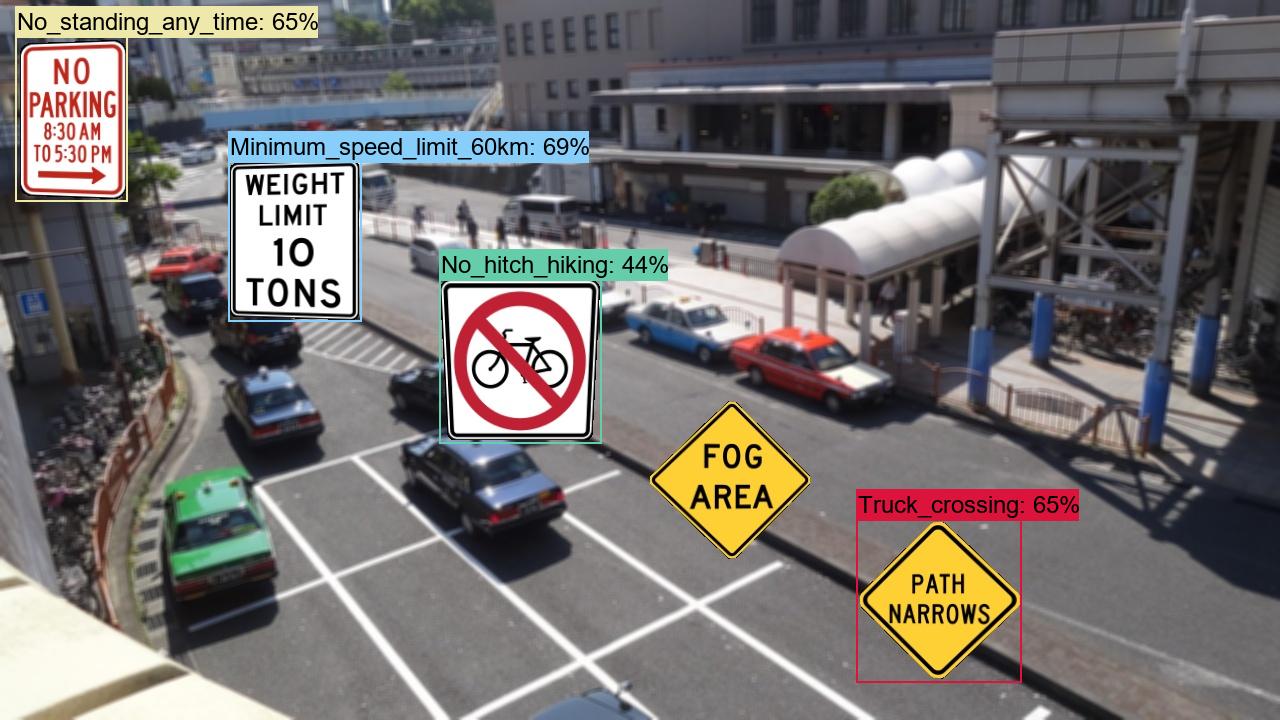 No_standing_any_time: 65%
NO
PARKING
8:30 AM
TO 5:30 PM
Minimum_speed_limit_60km: 69%
WEIGHT
LIMIT
10
TONS
No_hitch_hiking: 44%
FOG
AREA
Truck_crossing: 65%
PATH
NARROWS